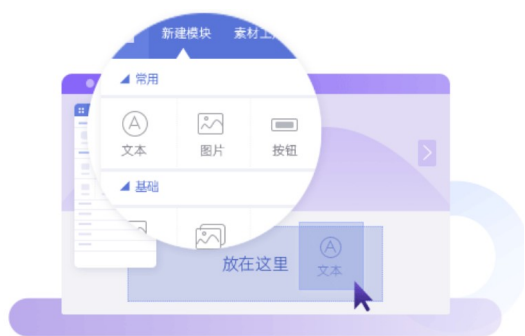 新建模块 素材
常用
文本 图片 按钮
基础
放在这里
文本